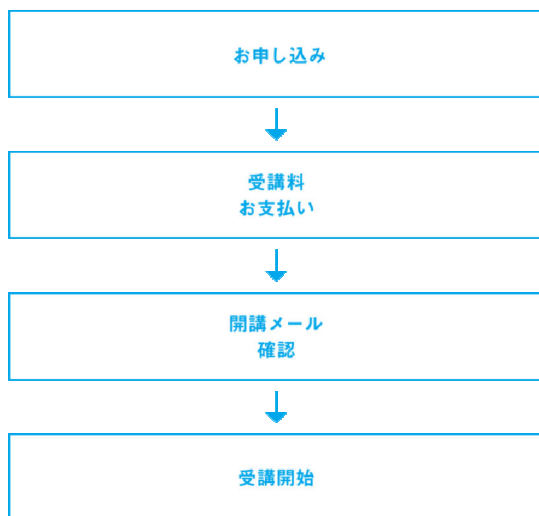 お申し込み
受講料
お支払い
開講メール
確認
受講開始